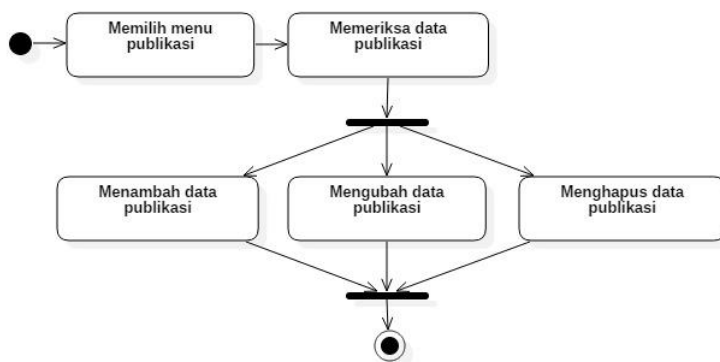 Memilih menu
publikasi
Memeriksa data
publikasi
Menambah data
publikasi
Mengubah data
publikasi
Menghapus data
publikasi